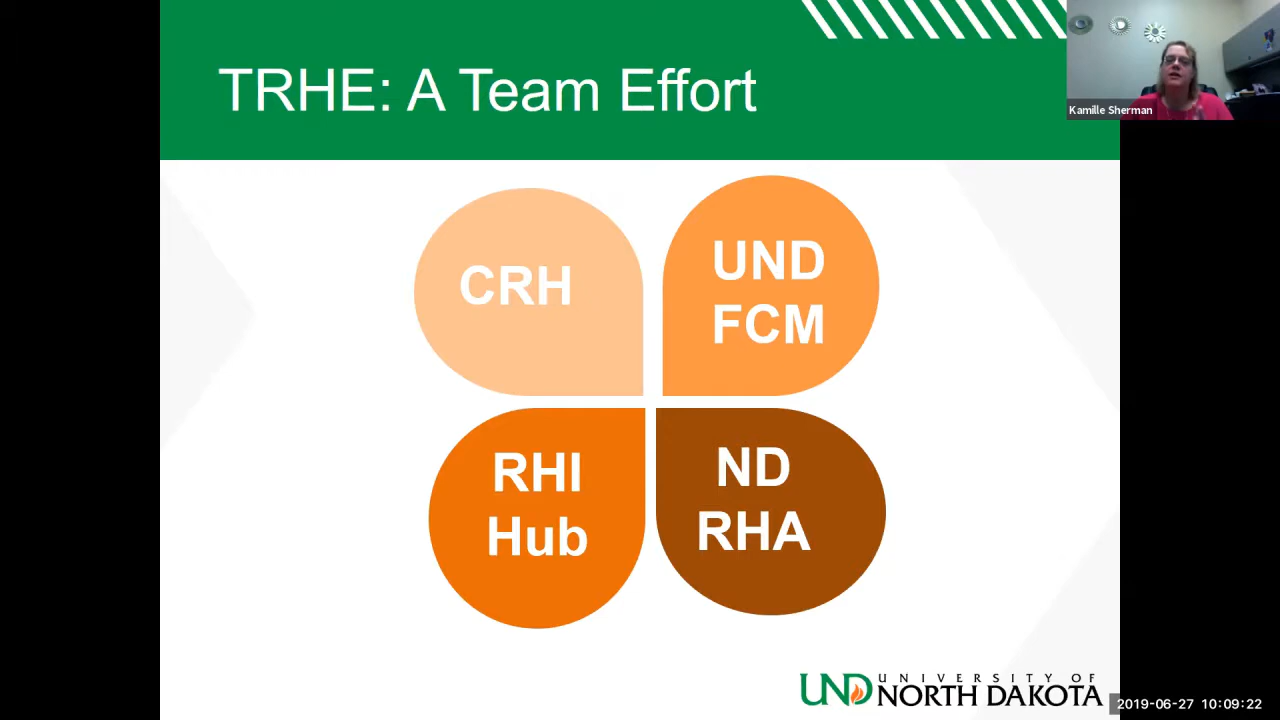 TRHE: A Team Effort
Kamille Sherman
CRH
UND
FCM
RHI
Hub
ND
RHA
UND UNIVERSITY OF
NORTH DAKOTA
2019-06-27 10:09:22